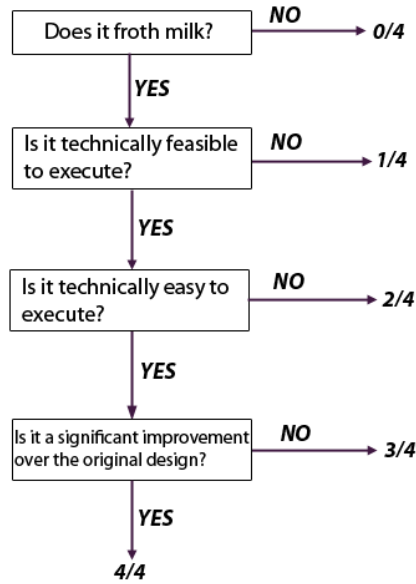 Does it froth milk?
NO
0/4
YES
Is it technically feasible
to execute?
NO
1/4
YES
Is it technically easy to
execute?
NO
2/4
YES
Is it a significant improvement
over the original design?
NO
3/4
YES
4/4